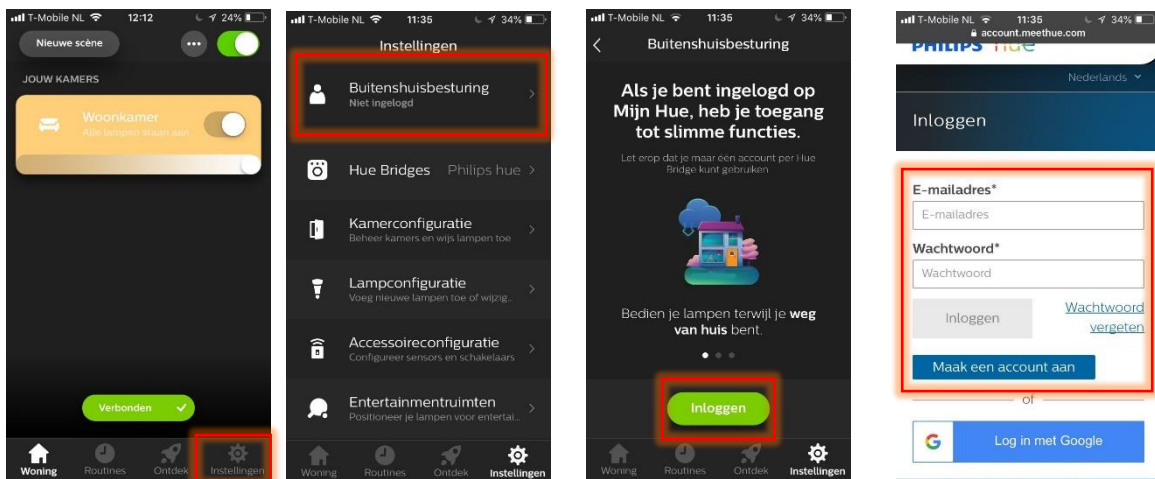 T-Mobile NL 12:12 24%
Nieuwe scène
JOUW KAMERS
Woonkamer
Alle lampen staan aan
Verbonden
Woning Routines Ontdek Instellingen
T-Mobile NL 11:35 34%
Instellingen
Buitenshuisbesturing
Niet ingelogd
Hue Bridges Philips hue
Kamerconfiguratie
Beheer kamers en wijs lampen toe
Lampconfiguratie
Voeg nieuwe lampen toe of wijzig..
Accessoireconfiguratie
Configureer sensors en schakelaars
Entertainmentruimten
Positioneer je lampen voor entertai...
Woning Routines Ontdek Instellingen
T-Mobile NL 11:35 34%
Buitenshuisbesturing
Als je bent ingelogd op
Mijn Hue, heb je toegang
tot slimme functies.
Let erop dat je maar één account per Hue
Bridge kunt gebruiken
Bedien je lampen terwijl je weg
van huis bent.
Inloggen
Woning Routines Ontdek Instellingen
T-Mobile NL 11:35 34%
account.meethue.com
PHILIPS hue
Nederlands
Inloggen
E-mailadres*
E-mailadres
Wachtwoord*
Wachtwoord
Inloggen
Wachtwoord
vergeten
Maak een account aan
of
G Log in met Google